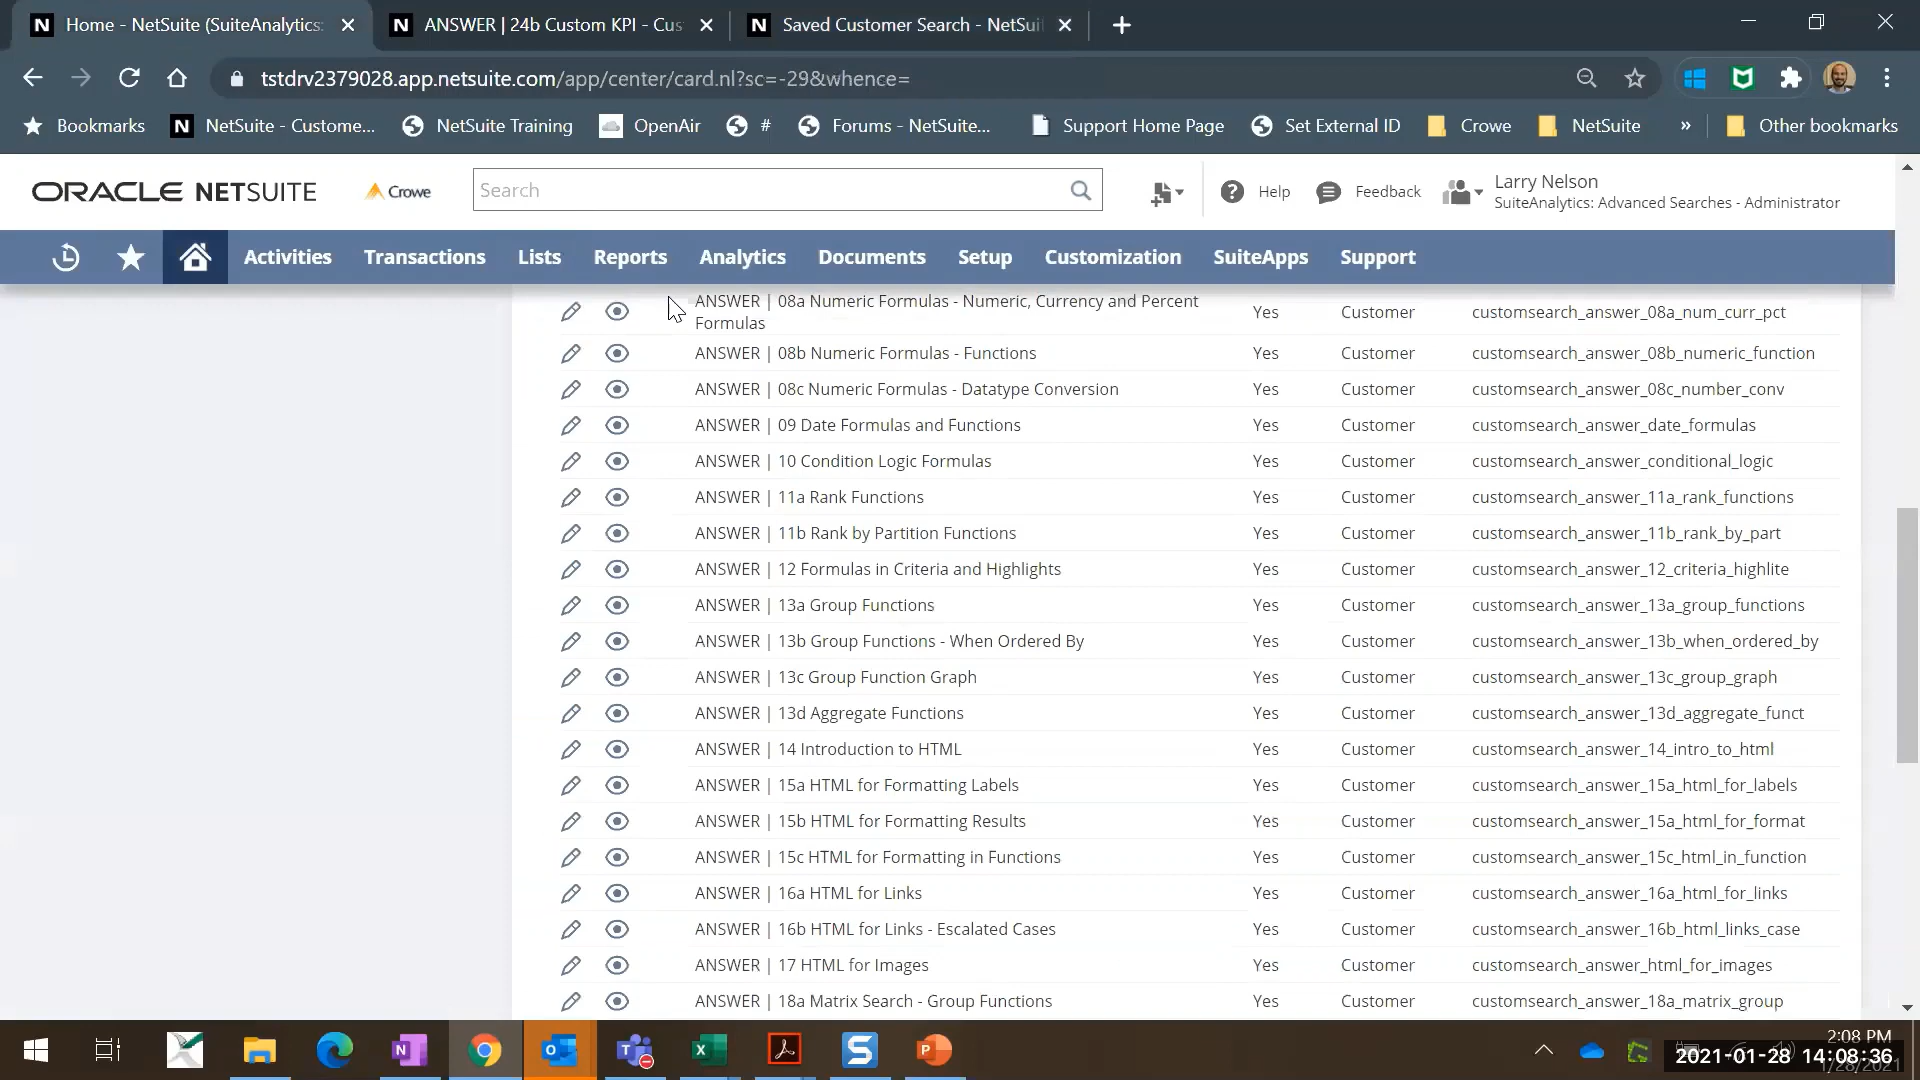 Home - NetSuite (SuiteAnalytics:
ANSWER | 24b Custom KPI - Cus
Saved Customer Search - NetSui
tstdrv2379028.app.netsuite.com/app/center/card.nl?sc=-29&whence=
Bookmarks
NetSuite - Custome...
NetSuite Training
OpenAir
#
Forums - NetSuite...
Support Home Page
Set External ID
Crowe
NetSuite
»
Other bookmarks
ORACLE NETSUITE
Crowe
Search
Help
Feedback
Larry Nelson
SuiteAnalytics: Advanced Searches - Administrator
Activities
Transactions
Lists
Reports
Analytics
Documents
Setup
Customization
SuiteApps
Support
ANSWER | 08a Numeric Formulas - Numeric, Currency and Percent
Formulas
Yes
Customer
customsearch_answer_08a_num_curr_pct
ANSWER | 08b Numeric Formulas - Functions
Yes
Customer
customsearch_answer_08b_numeric_function
ANSWER | 08c Numeric Formulas - Datatype Conversion
Yes
Customer
customsearch_answer_08c_number_conv
ANSWER | 09 Date Formulas and Functions
Yes
Customer
customsearch_answer_date_formulas
ANSWER | 10 Condition Logic Formulas
Yes
Customer
customsearch_answer_conditional_logic
ANSWER | 11a Rank Functions
Yes
Customer
customsearch_answer_11a_rank_functions
ANSWER | 11b Rank by Partition Functions
Yes
Customer
customsearch_answer_11b_rank_by_part
ANSWER | 12 Formulas in Criteria and Highlights
Yes
Customer
customsearch_answer_12_criteria_highlite
ANSWER | 13a Group Functions
Yes
Customer
customsearch_answer_13a_group_functions
ANSWER | 13b Group Functions - When Ordered By
Yes
Customer
customsearch_answer_13b_when_ordered_by
ANSWER | 13c Group Function Graph
Yes
Customer
customsearch_answer_13c_group_graph
ANSWER | 13d Aggregate Functions
Yes
Customer
customsearch_answer_13d_aggregate_funct
ANSWER | 14 Introduction to HTML
Yes
Customer
customsearch_answer_14_intro_to_html
ANSWER | 15a HTML for Formatting Labels
Yes
Customer
customsearch_answer_15a_html_for_labels
ANSWER | 15b HTML for Formatting Results
Yes
Customer
customsearch_answer_15a_html_for_format
ANSWER | 15c HTML for Formatting in Functions
Yes
Customer
customsearch_answer_15c_html_in_function
ANSWER | 16a HTML for Links
Yes
Customer
customsearch_answer_16a_html_for_links
ANSWER | 16b HTML for Links - Escalated Cases
Yes
Customer
customsearch_answer_16b_html_links_case
ANSWER | 17 HTML for Images
Yes
Customer
customsearch_answer_html_for_images
ANSWER | 18a Matrix Search - Group Functions
Yes
Customer
customsearch_answer_18a_matrix_group
2:08 PM
2021-01-28 14:08:36